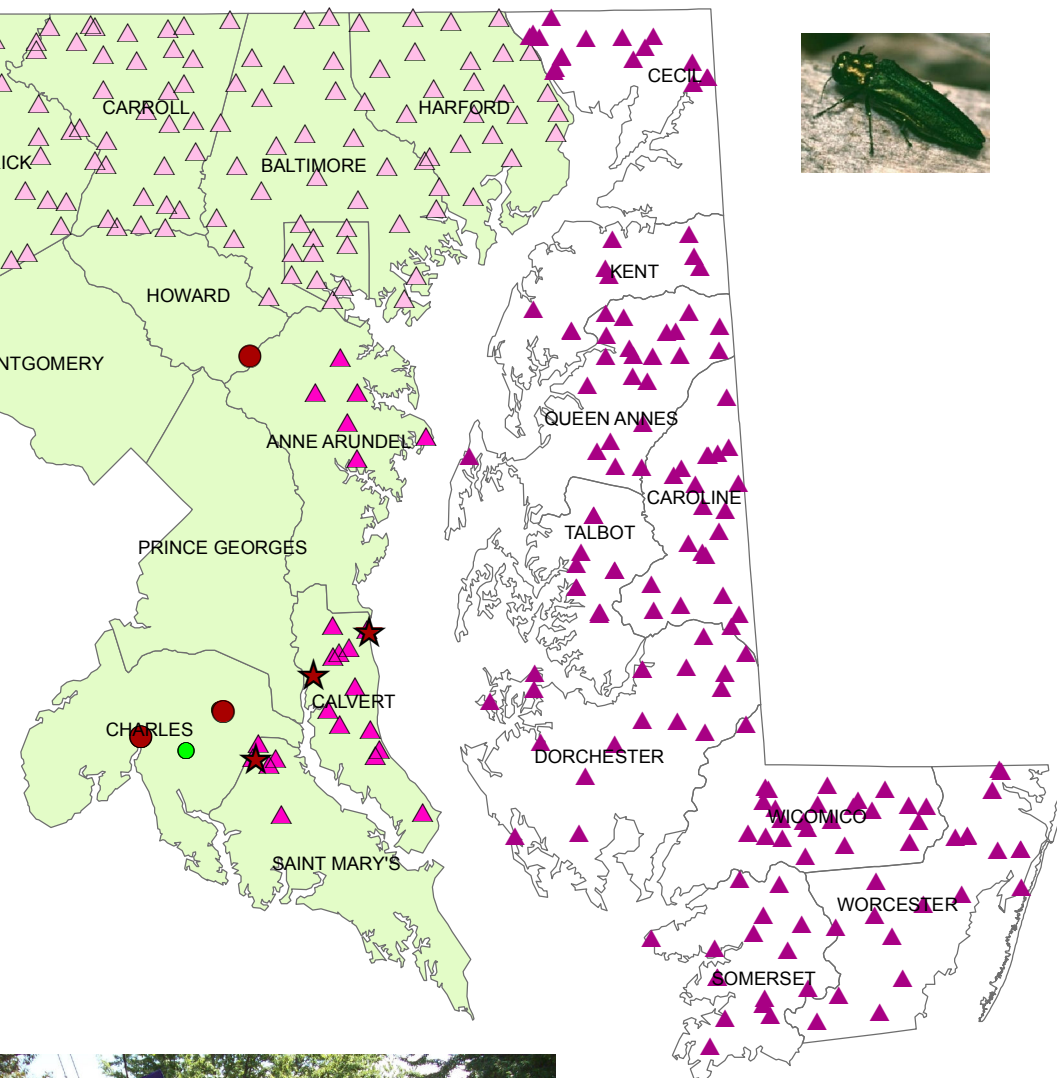 CECIL
CARROLL
HARFORD
ICK
BALTIMORE
KENT
HOWARD
NTGOMERY
QUEEN ANNES
ANNE ARUNDEL
CAROLINE
TALBOT
PRINCE GEORGES
CALVERT
CHARLES
DORCHESTER
WICOMICO
SAINT MARY'S
WORCESTER
SOMERSET